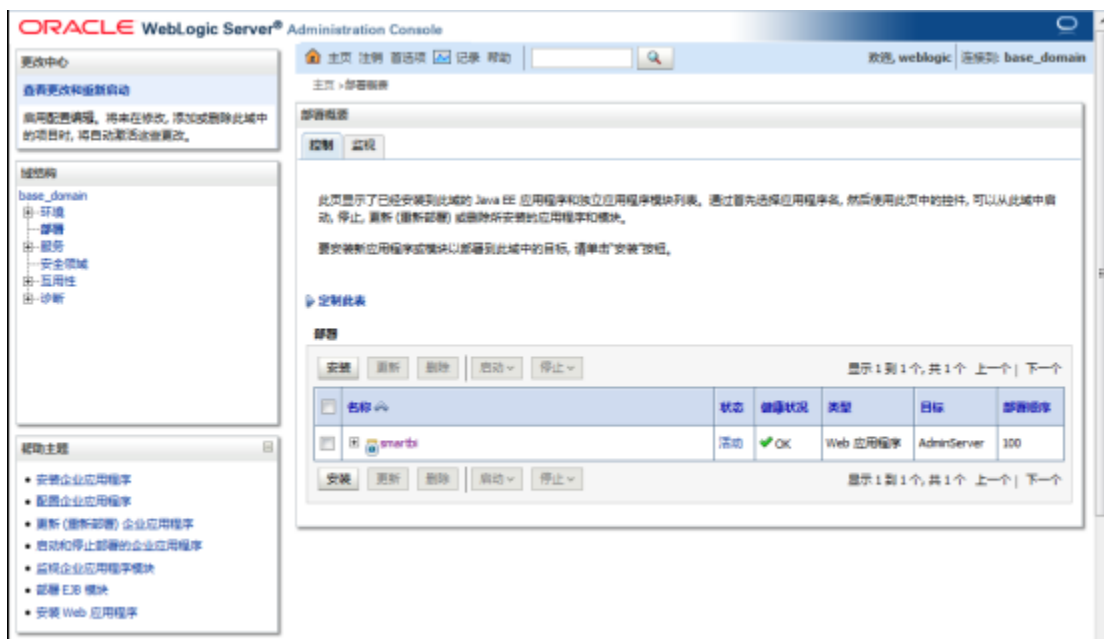 ORACLE WebLogic Server® Administration Console
更改中心
查看更改和重新启动
启用配置编辑。将来在修改, 添加或删除此域中
的项目时, 将自动激活这些更改。
域结构
base_domain
环境
部署
服务
安全领域
互用性
诊断
帮助主题
安装企业应用程序
配置企业应用程序
更新 (重新部署) 企业应用程序
启动和停止部署的企业应用程序
监视企业应用程序模块
部署 EJB 模块
安装 Web 应用程序
主页 注销 首选项 记录 帮助
欢迎, weblogic 连接到: base_domain
主页 >部署概要
部署概要
控制 监视
此页显示了已经安装到此域的 Java EE 应用程序和独立应用程序模块列表。通过首先选择应用程序名, 然后使用此页中的控件, 可以从此域中启
动, 停止, 更新 (重新部署) 或删除所安装的应用程序和模块。
要安装新应用程序或模块以部署到此域中的目标, 请单击"安装"按钮。
定制此表
部署
安装 更新 删除 启动 停止 显示 1 到 1 个, 共 1 个 上一个 | 下一个
名称 状态 健康状况 类型 目标 部署顺序
smartbi 活动 OK Web 应用程序 AdminServer 100
安装 更新 删除 启动 停止 显示 1 到 1 个, 共 1 个 上一个 | 下一个